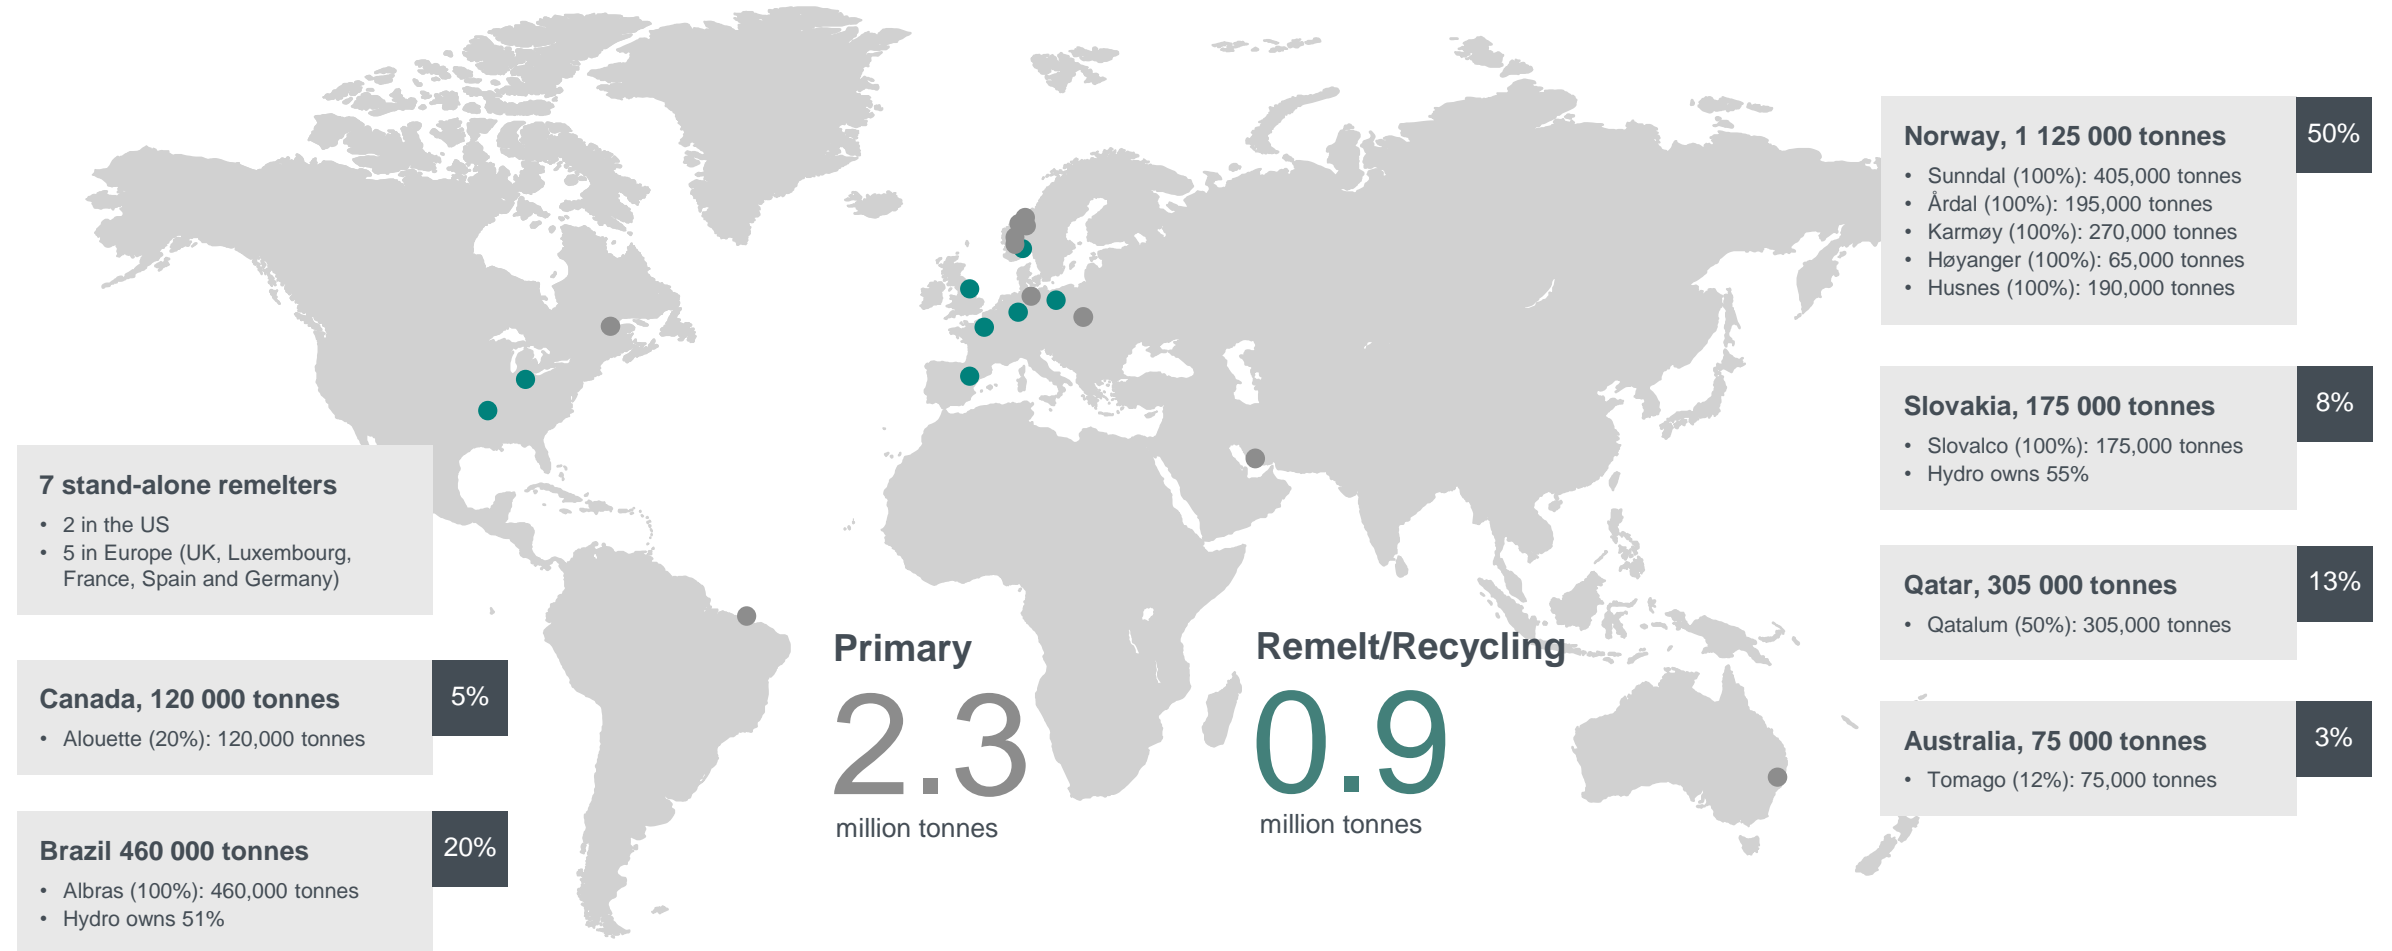 7 stand-alone remelters
• 2 in the US
• 5 in Europe (UK, Luxembourg,
France, Spain and Germany)
Canada, 120 000 tonnes
5%
• Alouette (20%): 120,000 tonnes
Brazil 460 000 tonnes
20%
• Albras (100%): 460,000 tonnes
• Hydro owns 51%
Primary
2.3
million tonnes
Remelt/Recycling
0.9
million tonnes
Norway, 1 125 000 tonnes
50%
• Sunndal (100%): 405,000 tonnes
• Årdal (100%): 195,000 tonnes
• Karmøy (100%): 270,000 tonnes
• Høyanger (100%): 65,000 tonnes
• Husnes (100%): 190,000 tonnes
Slovakia, 175 000 tonnes
8%
• Slovalco (100%): 175,000 tonnes
• Hydro owns 55%
Qatar, 305 000 tonnes
13%
• Qatalum (50%): 305,000 tonnes
Australia, 75 000 tonnes
3%
• Tomago (12%): 75,000 tonnes